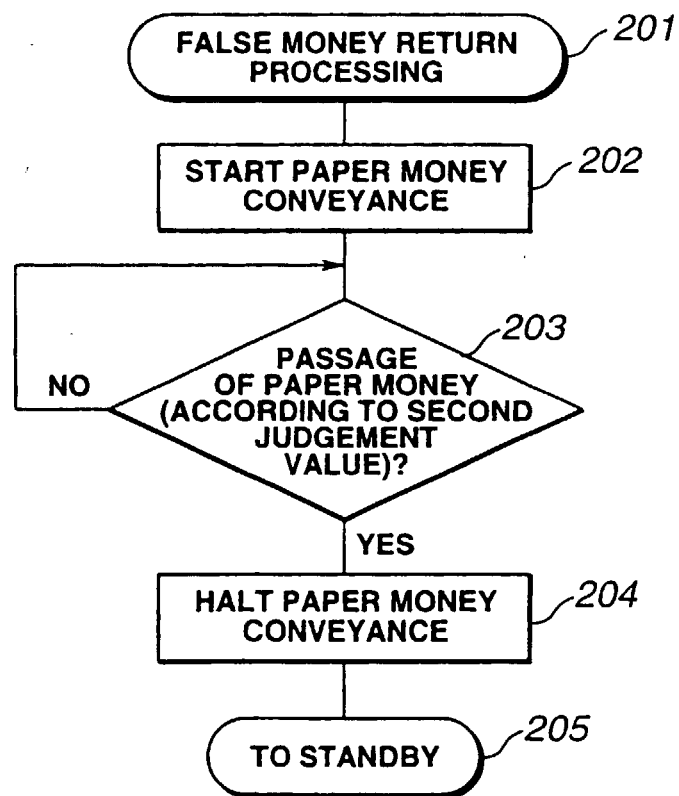 FALSE MONEY RETURN
PROCESSING
201
START PAPER MONEY
CONVEYANCE
202
203
PASSAGE
OF PAPER MONEY
(ACCORDING TO SECOND
JUDGEMENT
VALUE)?
NO
YES
HALT PAPER MONEY
CONVEYANCE
204
TO STANDBY
205